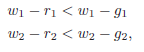 w₁ − r₁ < w₁ − g₁
w₂ − r₂ < w₂ − g₂,